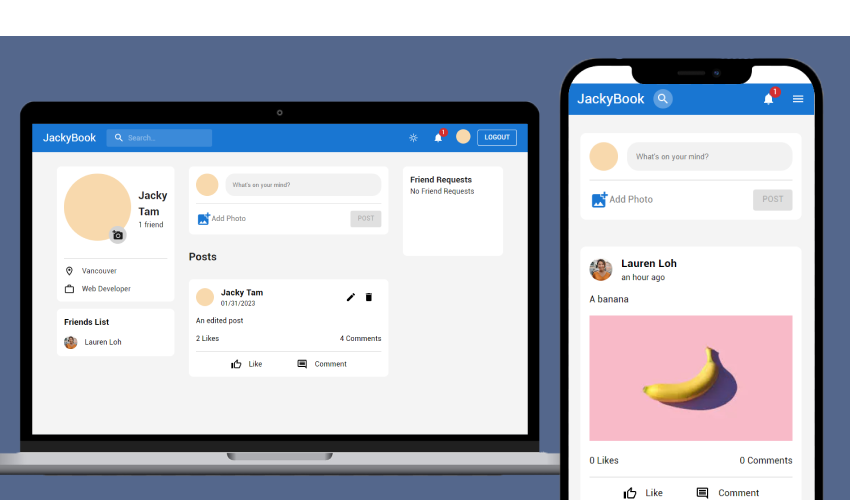 JackyBook
Search...
1
LOGOUT
Jacky
Tam
1 friend
Vancouver
Web Developer
Friends List
Lauren Loh
What's on your mind?
Add Photo
POST
Posts
Jacky Tam
01/31/2023
An edited post
2 Likes
4 Comments
Like
Comment
Friend Requests
No Friend Requests
JackyBook
1
What's on your mind?
Add Photo
POST
Lauren Loh
an hour ago
A banana
0 Likes
0 Comments
Like
Comment